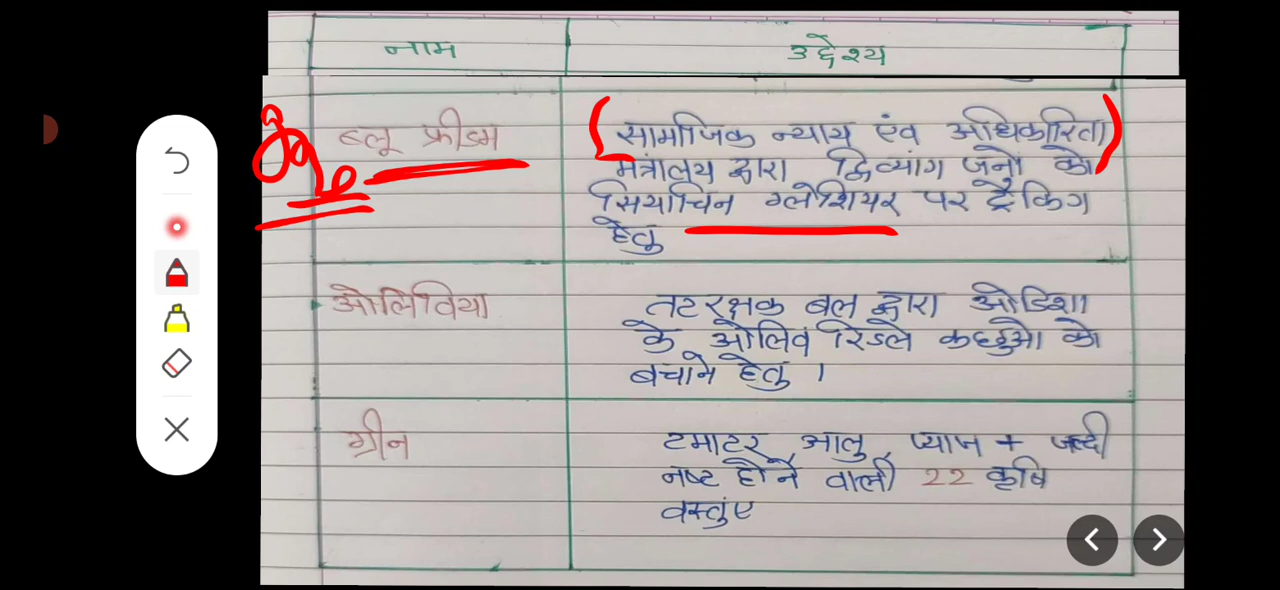 नाम उद्देश्य
ब्लू फ्रीडम
सामाजिक न्याय एंव अधिकारिता
मंत्रालय द्वारा द्विव्यांग जनो को
सियाचिन ग्लेशियर पर ट्रैकिग
हेतु
ओलिविया
तटरक्षक बल द्वारा ओडिशा
के ओलिव रिडले कछुओ को
बचाने हेतु ।
ग्रीन
टमाटर, आलु, प्याज + जल्दी
नष्ट होने वाली 22 कृषि
वस्तुंए